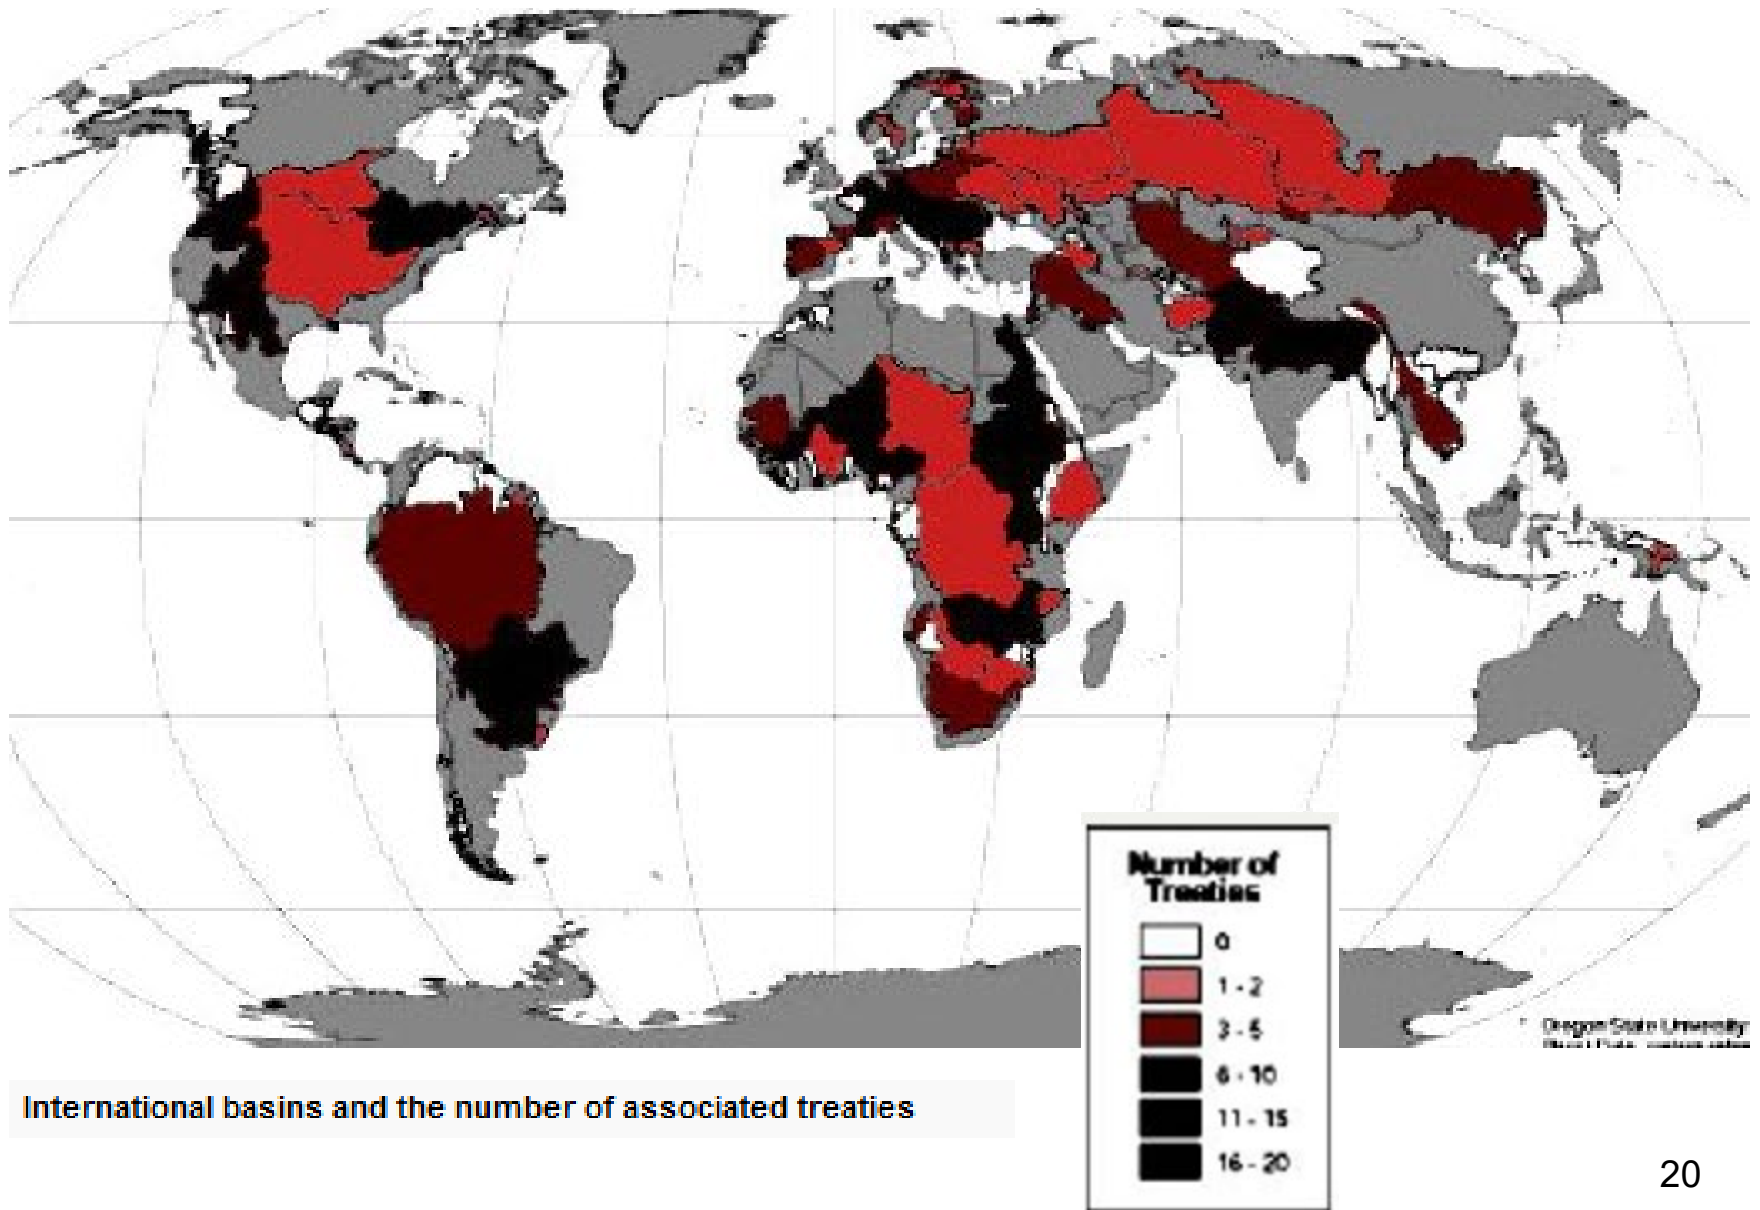 Number of
Treaties
0
1 - 2
3 - 5
6 - 10
11 - 15
16 - 20
Oregon State University
International basins and the number of associated treaties
20